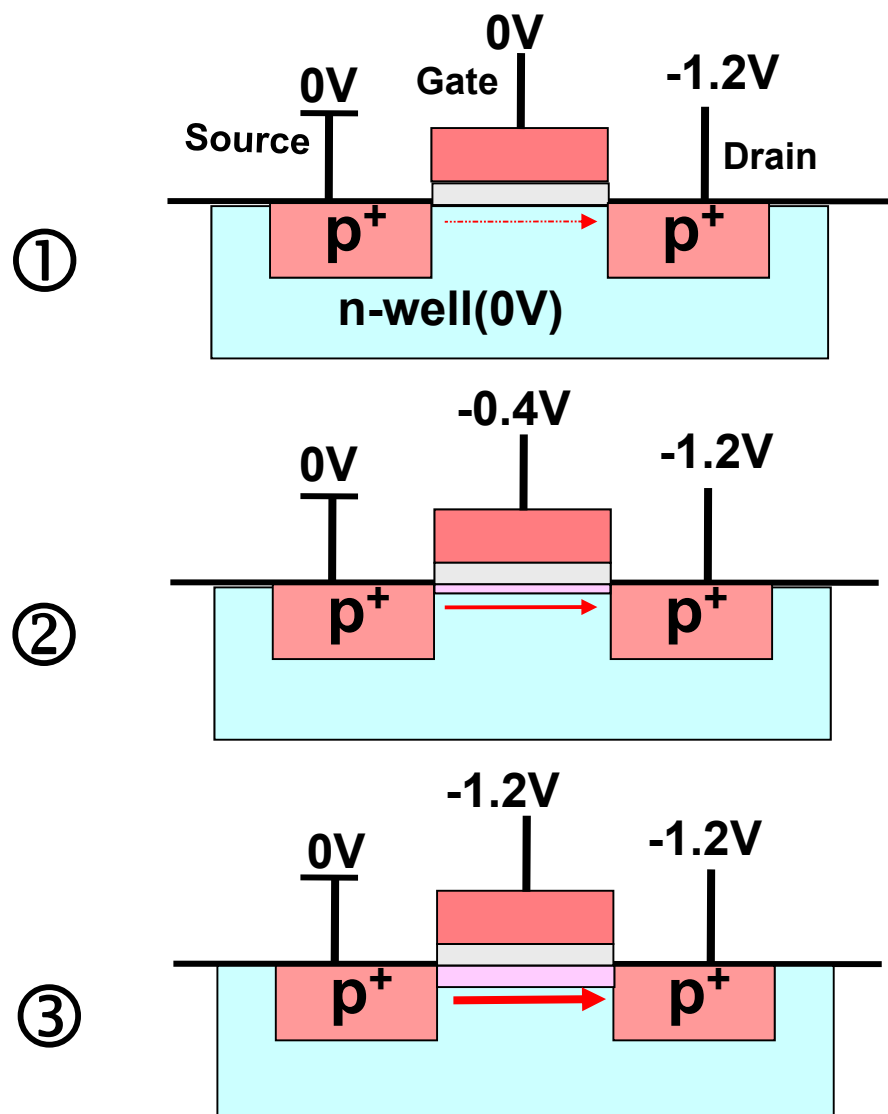 0V
0V
Gate
-1.2V
Source
Drain
①
p+
p+
n-well(0V)
-0.4V
0V
-1.2V
②
p+
p+
-1.2V
0V
-1.2V
③
p+
p+